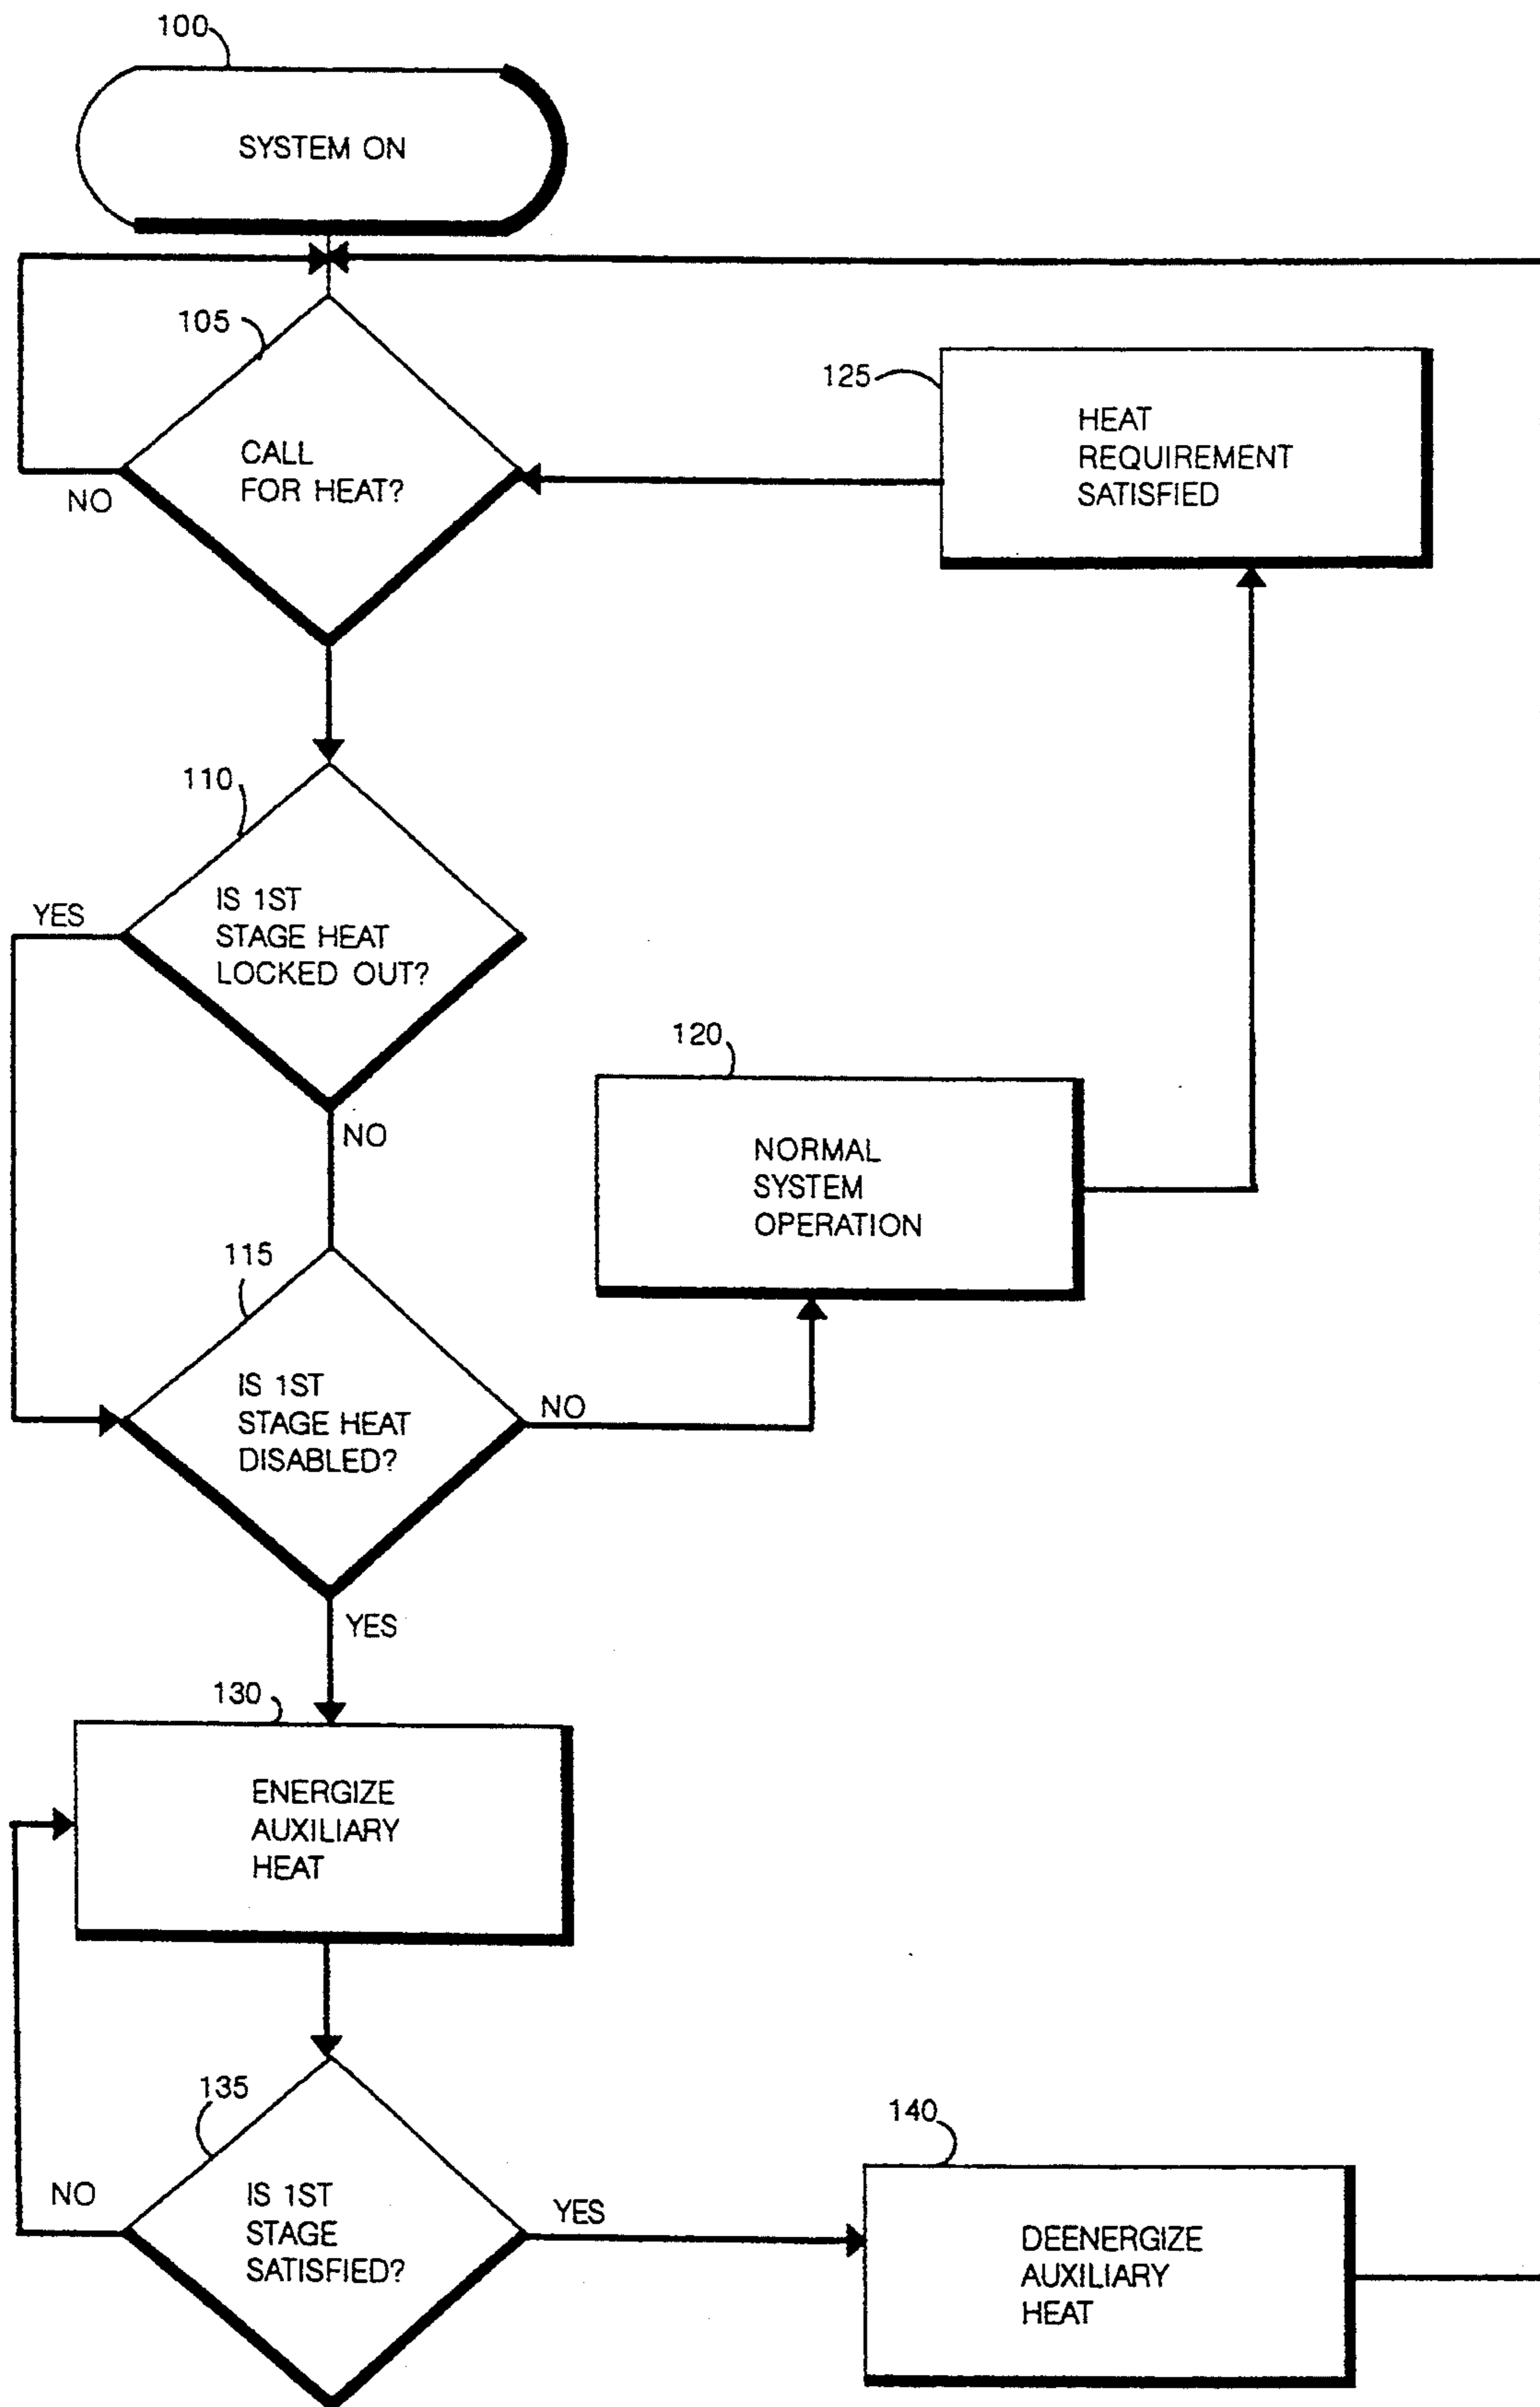 100
SYSTEM ON
105
CALL
FOR HEAT?
NO
125
HEAT
REQUIREMENT
SATISFIED
110
YES
IS 1ST
STAGE HEAT
LOCKED OUT?
NO
120
NORMAL
SYSTEM
OPERATION
115
IS 1ST
STAGE HEAT
DISABLED?
NO
YES
130
ENERGIZE
AUXILIARY
HEAT
135
NO
IS 1ST
STAGE
SATISFIED?
YES
140
DEENERGIZE
AUXILIARY
HEAT